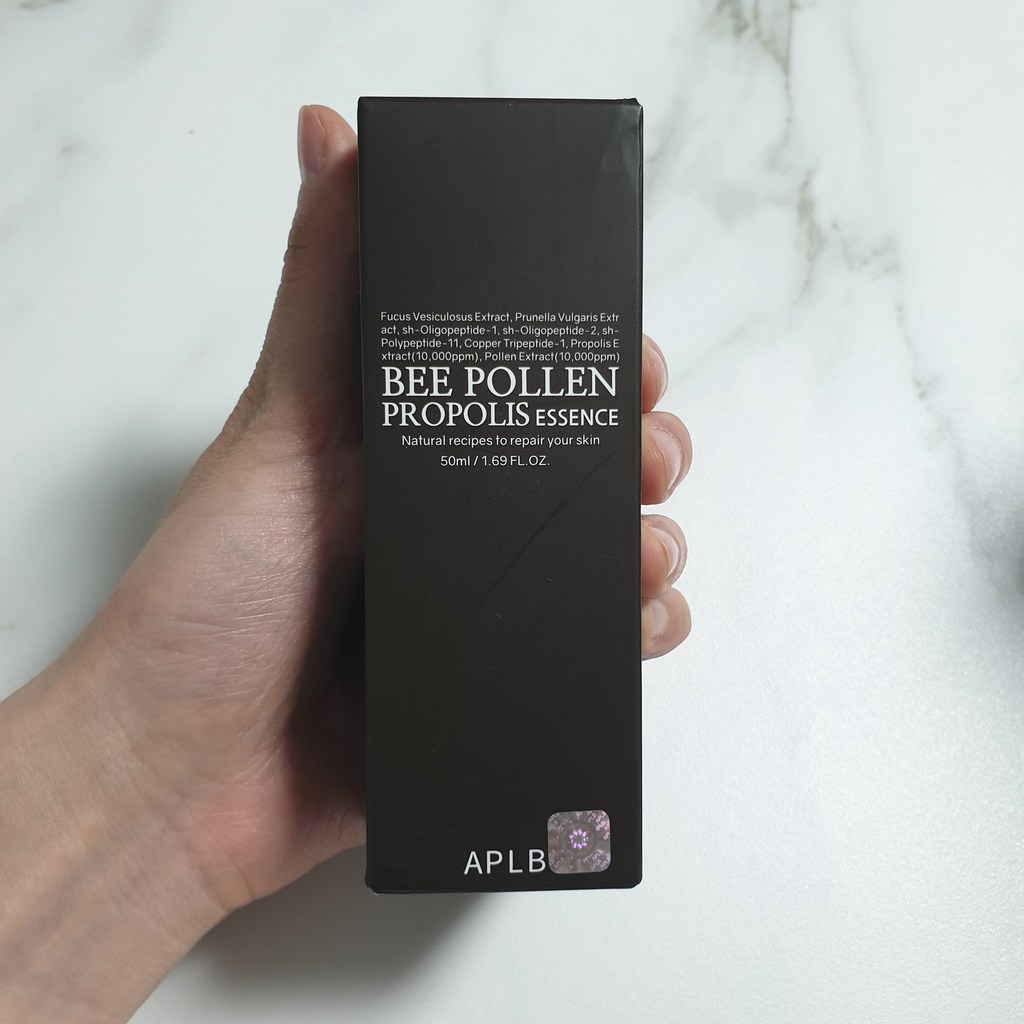 Fucus Vesiculosus Extract, Prunella Vulgaris Extr
act, sh-Oligopeptide-1, sh-Oligopeptide-2, sh-
Polypeptide-11, Copper Tripeptide-1, Propolis E
xtract(10,000ppm), Pollen Extract(10,000ppm)
BEE POLLEN
PROPOLIS ESSENCE
Natural recipes to repair your skin
50ml / 1.69 FL.OZ.
APLB